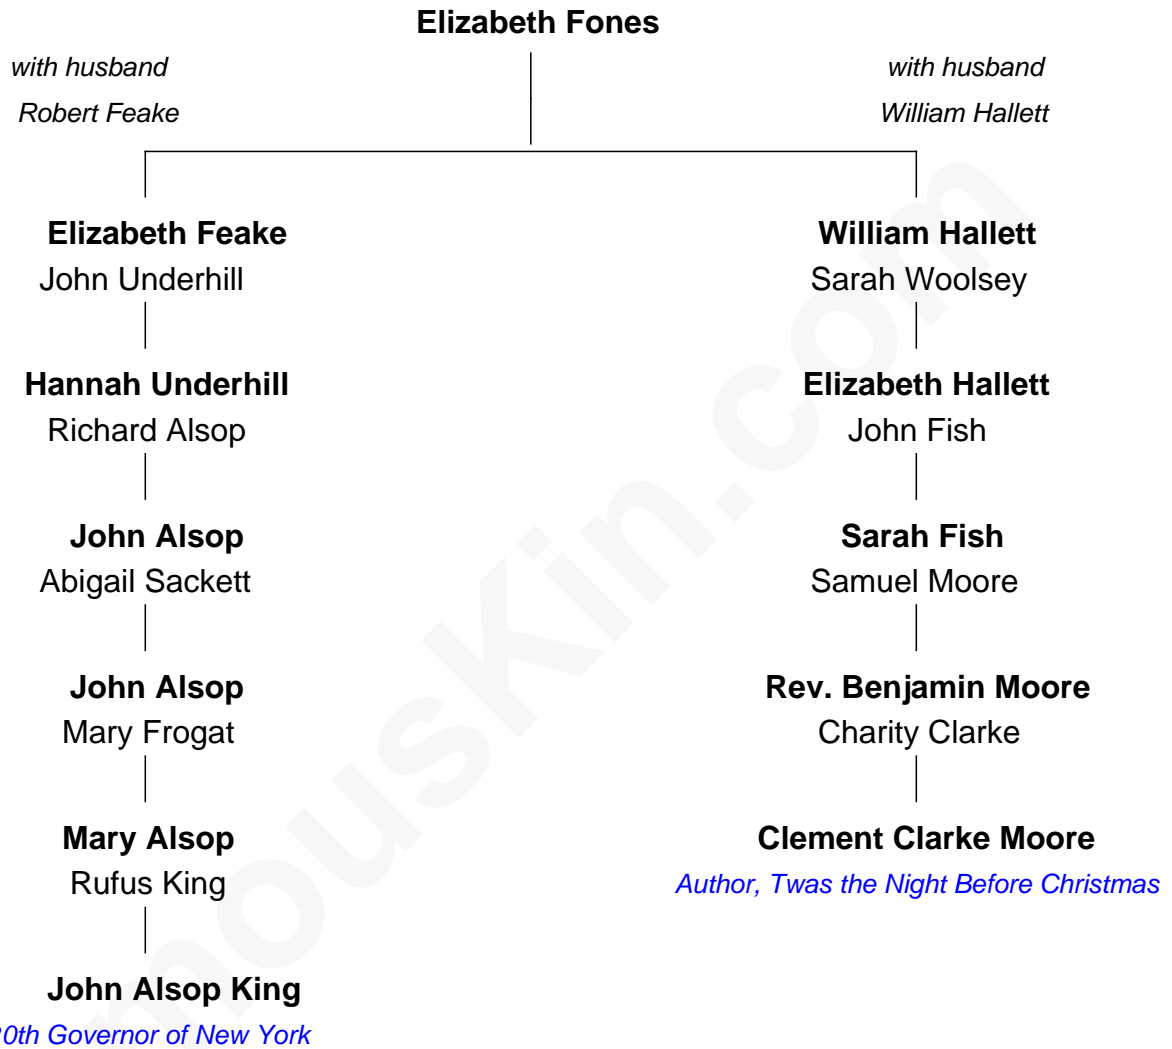 Elizabeth Fones
with husband
Robert Feake
with husband
William Hallett
Elizabeth Feake
John Underhill
William Hallett
Sarah Woolsey
Hannah Underhill
Richard Alsop
Elizabeth Hallett
John Fish
John Alsop
Abigail Sackett
Sarah Fish
Samuel Moore
John Alsop
Mary Frogat
Rev. Benjamin Moore
Charity Clarke
Mary Alsop
Rufus King
Clement Clarke Moore
Author, Twas the Night Before Christmas
John Alsop King
0th Governor of New York
mouskin.com